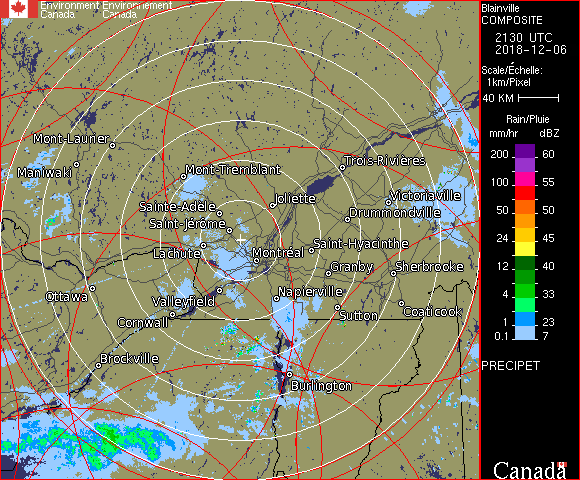 Environment Environnement
Canada Canada
Blainville
COMPOSITE
2130 UTC
2018-12-06
Scale/Échelle:
1km/Pixel
40 KM
Rain/Pluie
mm/hr dBZ
200 60
100 55
50 50
24 45
12 40
4 33
1 23
0.1 7
PRECIPET
Canada
Mont-Laurier
Maniwaki
Mont-Tremblant
Trois-Rivières
Joliette
Victoriaville
Sainte-Adèle
Drummondville
Saint-Jérôme
Lachute
Montréal
Saint-Hyacinthe
Granby
Sherbrooke
Ottawa
Valleyfield
Napierville
Cornwall
Sutton
Coaticook
Brockville
Burlington